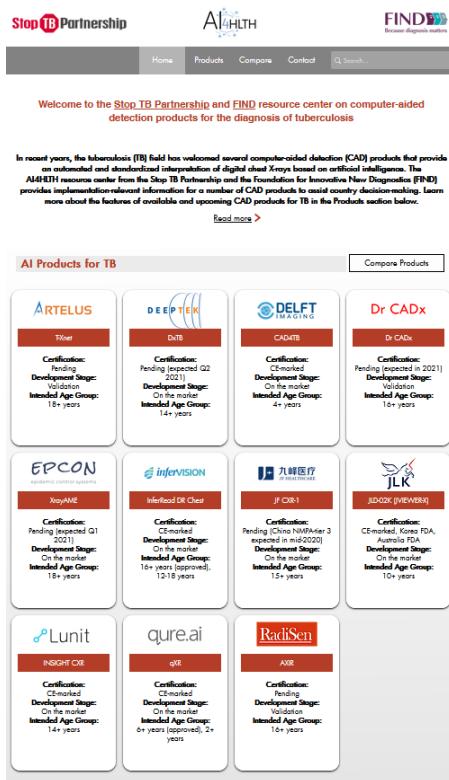 Stop TB Partnership
AI4HLTH
FIND
Because diagnosis matters
Home Products Compare Contact Search...
Welcome to the Stop TB Partnership and FIND resource center on computer-aided
detection products for the diagnosis of tuberculosis
In recent years, the tuberculosis (TB) field has welcomed several computer-aided detection (CAD) products that provide
an automated and standardized interpretation of digital chest X-rays based on artificial intelligence. The
AI4HLTH resource center from the Stop TB Partnership and the Foundation for Innovative New Diagnostics (FIND)
provides implementation-relevant information for a number of CAD products to assist country decision-making. Learn
more about the features of available and upcoming CAD products for TB in the Products section below.
Read more >
AI Products for TB
Compare Products
ARTELUS
T-Xnet
Certification:
Pending
Development Stage:
Validation
Intended Age Group:
18+ years
DEEPTEK
DxTB
Certification:
Pending (expected Q2
2021)
Development Stage:
On the market
Intended Age Group:
14+ years
DELFT
IMAGING
CAD4TB
Certification:
CE-marked
Development Stage:
On the market
Intended Age Group:
4+ years
Dr CADx
Dr CADx
Certification:
Pending (expected in 2021)
Development Stage:
Validation
Intended Age Group:
16+ years
EPCON
epidemic control systems
XrayAME
Certification:
Pending (expected Q1
2021)
Development Stage:
On the market
Intended Age Group:
18+ years
inferVISION
InferRead DR Chest
Certification:
CE-marked
Development Stage:
On the market
Intended Age Group:
16+ years (approved),
12-18 years
九峰医疗
JF HEALTHCARE
JF CXR-1
Certification:
Pending (China NMPA-tier 3
expected in mid-2020)
Development Stage:
On the market
Intended Age Group:
15+ years
JLK
JLD-02K [JVIEWER-X]
Certification:
CE-marked, Korea FDA,
Australia FDA
Development Stage:
On the market
Intended Age Group:
10+ years
Lunit
INSIGHT CXR
Certification:
CE-marked
Development Stage:
On the market
Intended Age Group:
14+ years
qure.ai
qXR
Certification:
CE-marked
Development Stage:
On the market
Intended Age Group:
6+ years (approved), 2+
years
RadiSen
AXIR
Certification:
Pending
Development Stage:
Validation
Intended Age Group:
16+ years